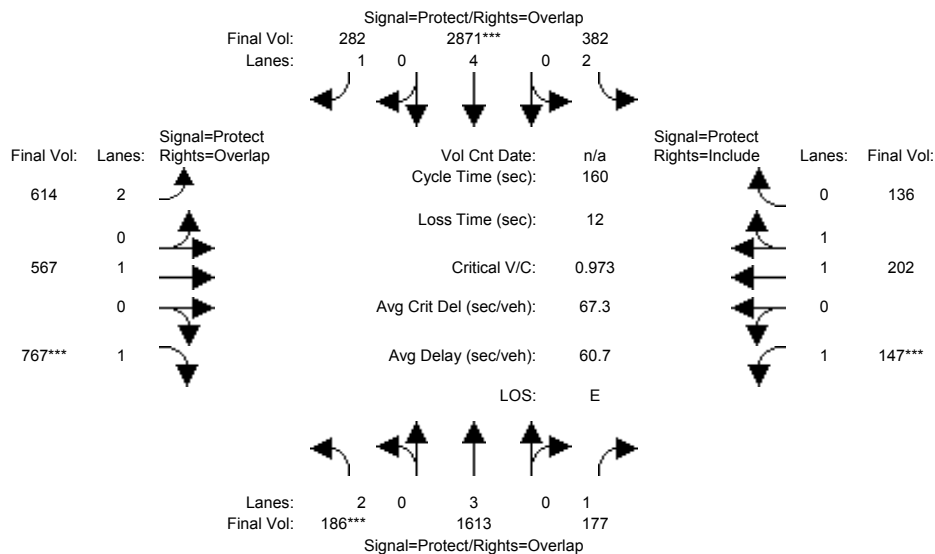 Signal=Protect/Rights=Overlap
Final Vol: 282 2871*** 382
Lanes: 1 0 4 0 2
Signal=Protect
Final Vol: Lanes: Rights=Overlap
Vol Cnt Date: n/a
Signal=Protect
Rights=Include Lanes: Final Vol:
Cycle Time (sec): 160
614 2
0 136
Loss Time (sec): 12
0
1
567 1
Critical V/C: 0.973
1 202
0
Avg Crit Del (sec/veh): 67.3
0
767*** 1
Avg Delay (sec/veh): 60.7
1 147***
LOS: E
Lanes: 2 0 3 0 1
Final Vol: 186*** 1613 177
Signal=Protect/Rights=Overlap